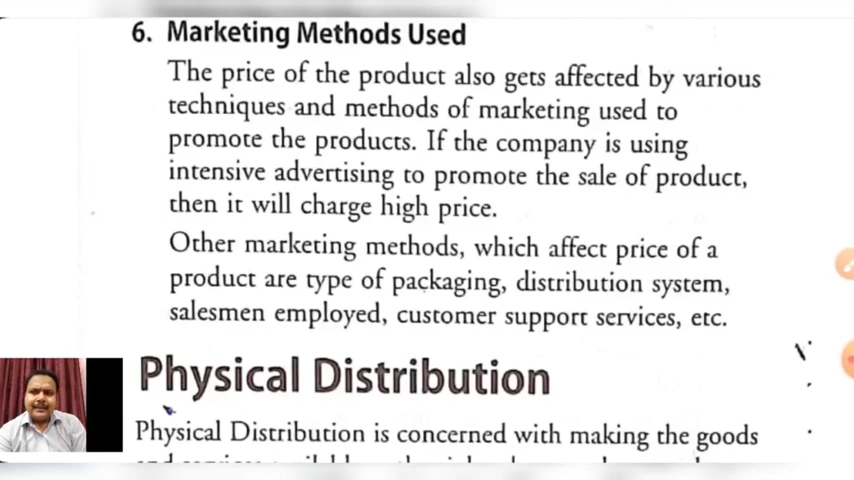 6. Marketing Methods Used
The price of the product also gets affected by various
techniques and methods of marketing used to
promote the products. If the company is using
intensive advertising to promote the sale of product,
then it will charge high price.
Other marketing methods, which affect price of a
product are type of packaging, distribution system,
salesmen employed, customer support services, etc.
Physical Distribution
Physical Distribution is concerned with making the goods